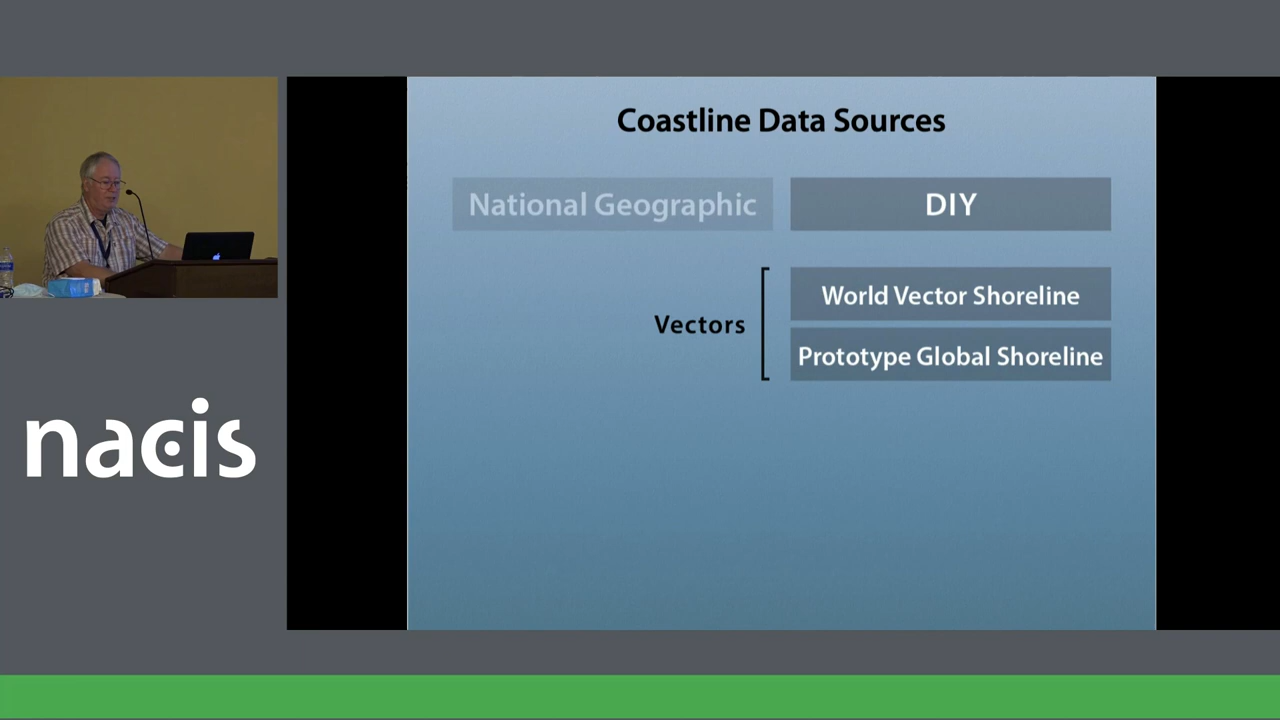 Coastline Data Sources
National Geographic
DIY
Vectors
World Vector Shoreline
Prototype Global Shoreline
nacis